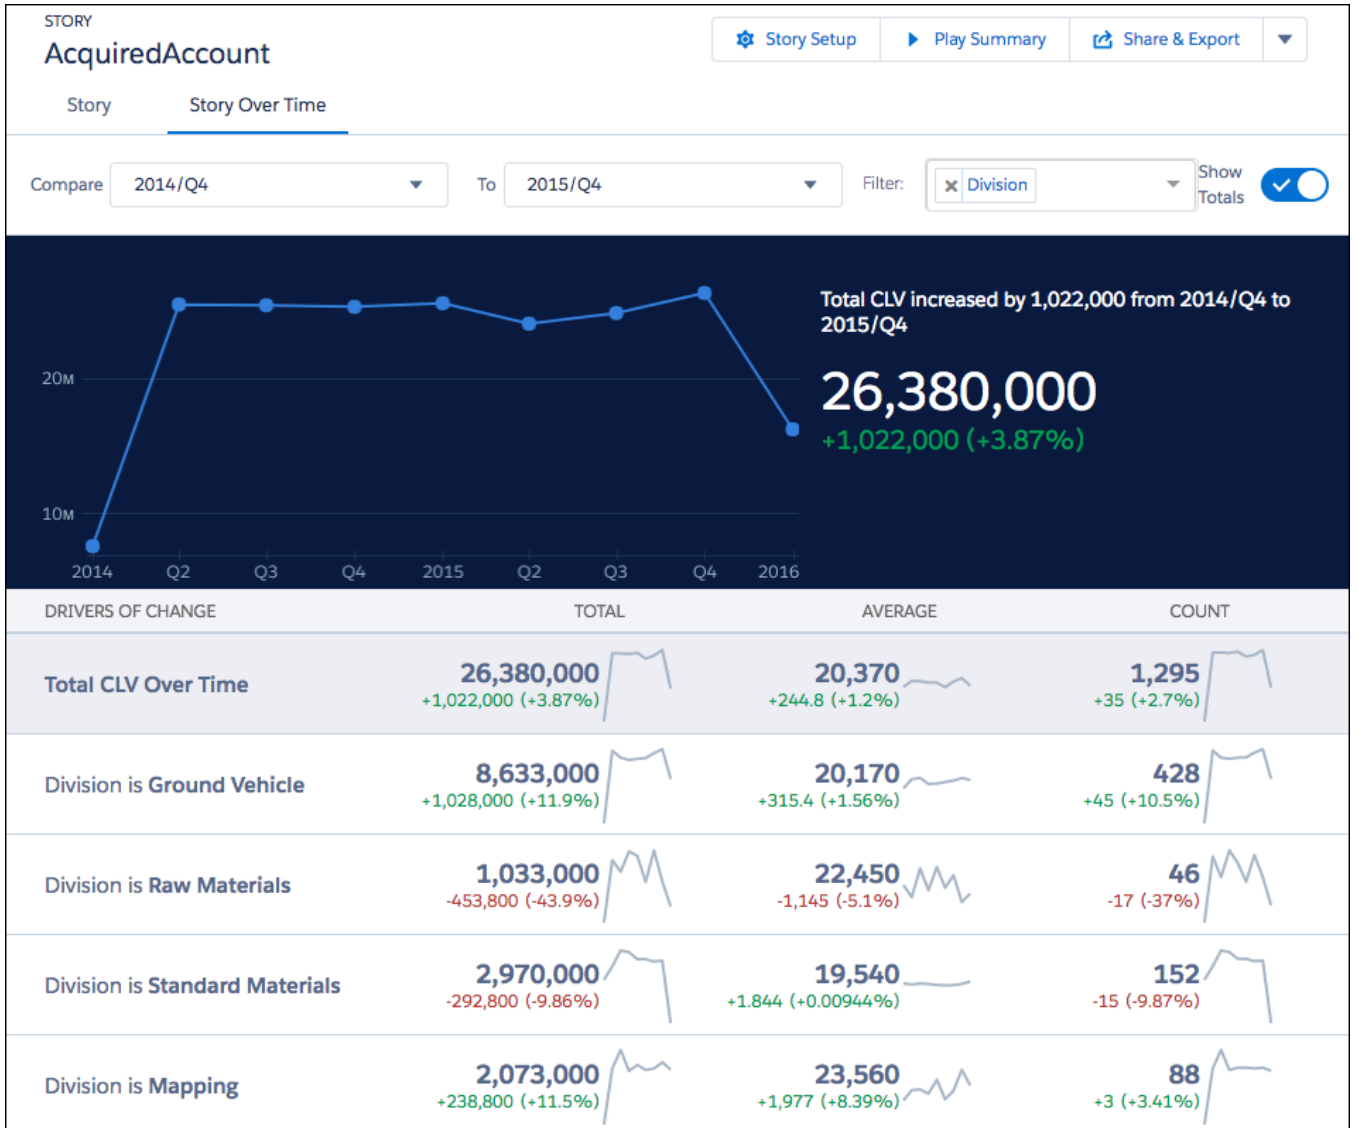 STORY
AcquiredAccount
Story Setup
Play Summary
Share & Export
Story
Story Over Time
Compare
2014/Q4
To
2015/Q4
Filter:
Division
Show
Totals
20M
10M
2014 Q2 Q3 Q4 2015 Q2 Q3 Q4 2016
Total CLV increased by 1,022,000 from 2014/Q4 to
2015/Q4
26,380,000
+1,022,000 (+3.87%)
DRIVERS OF CHANGE TOTAL AVERAGE COUNT
Total CLV Over Time 26,380,000 20,370 1,295
+1,022,000 (+3.87%) +244.8 (+1.2%) +35 (+2.7%)
Division is Ground Vehicle 8,633,000 20,170 428
+1,028,000 (+11.9%) +315.4 (+1.56%) +45 (+10.5%)
Division is Raw Materials 1,033,000 22,450 46
-453,800 (-43.9%) -1,145 (-5.1%) -17 (-37%)
Division is Standard Materials 2,970,000 19,540 152
-292,800 (-9.86%) +1.844 (+0.00944%) -15 (-9.87%)
Division is Mapping 2,073,000 23,560 88
+238,800 (+11.5%) +1,977 (+8.39%) +3 (+3.41%)